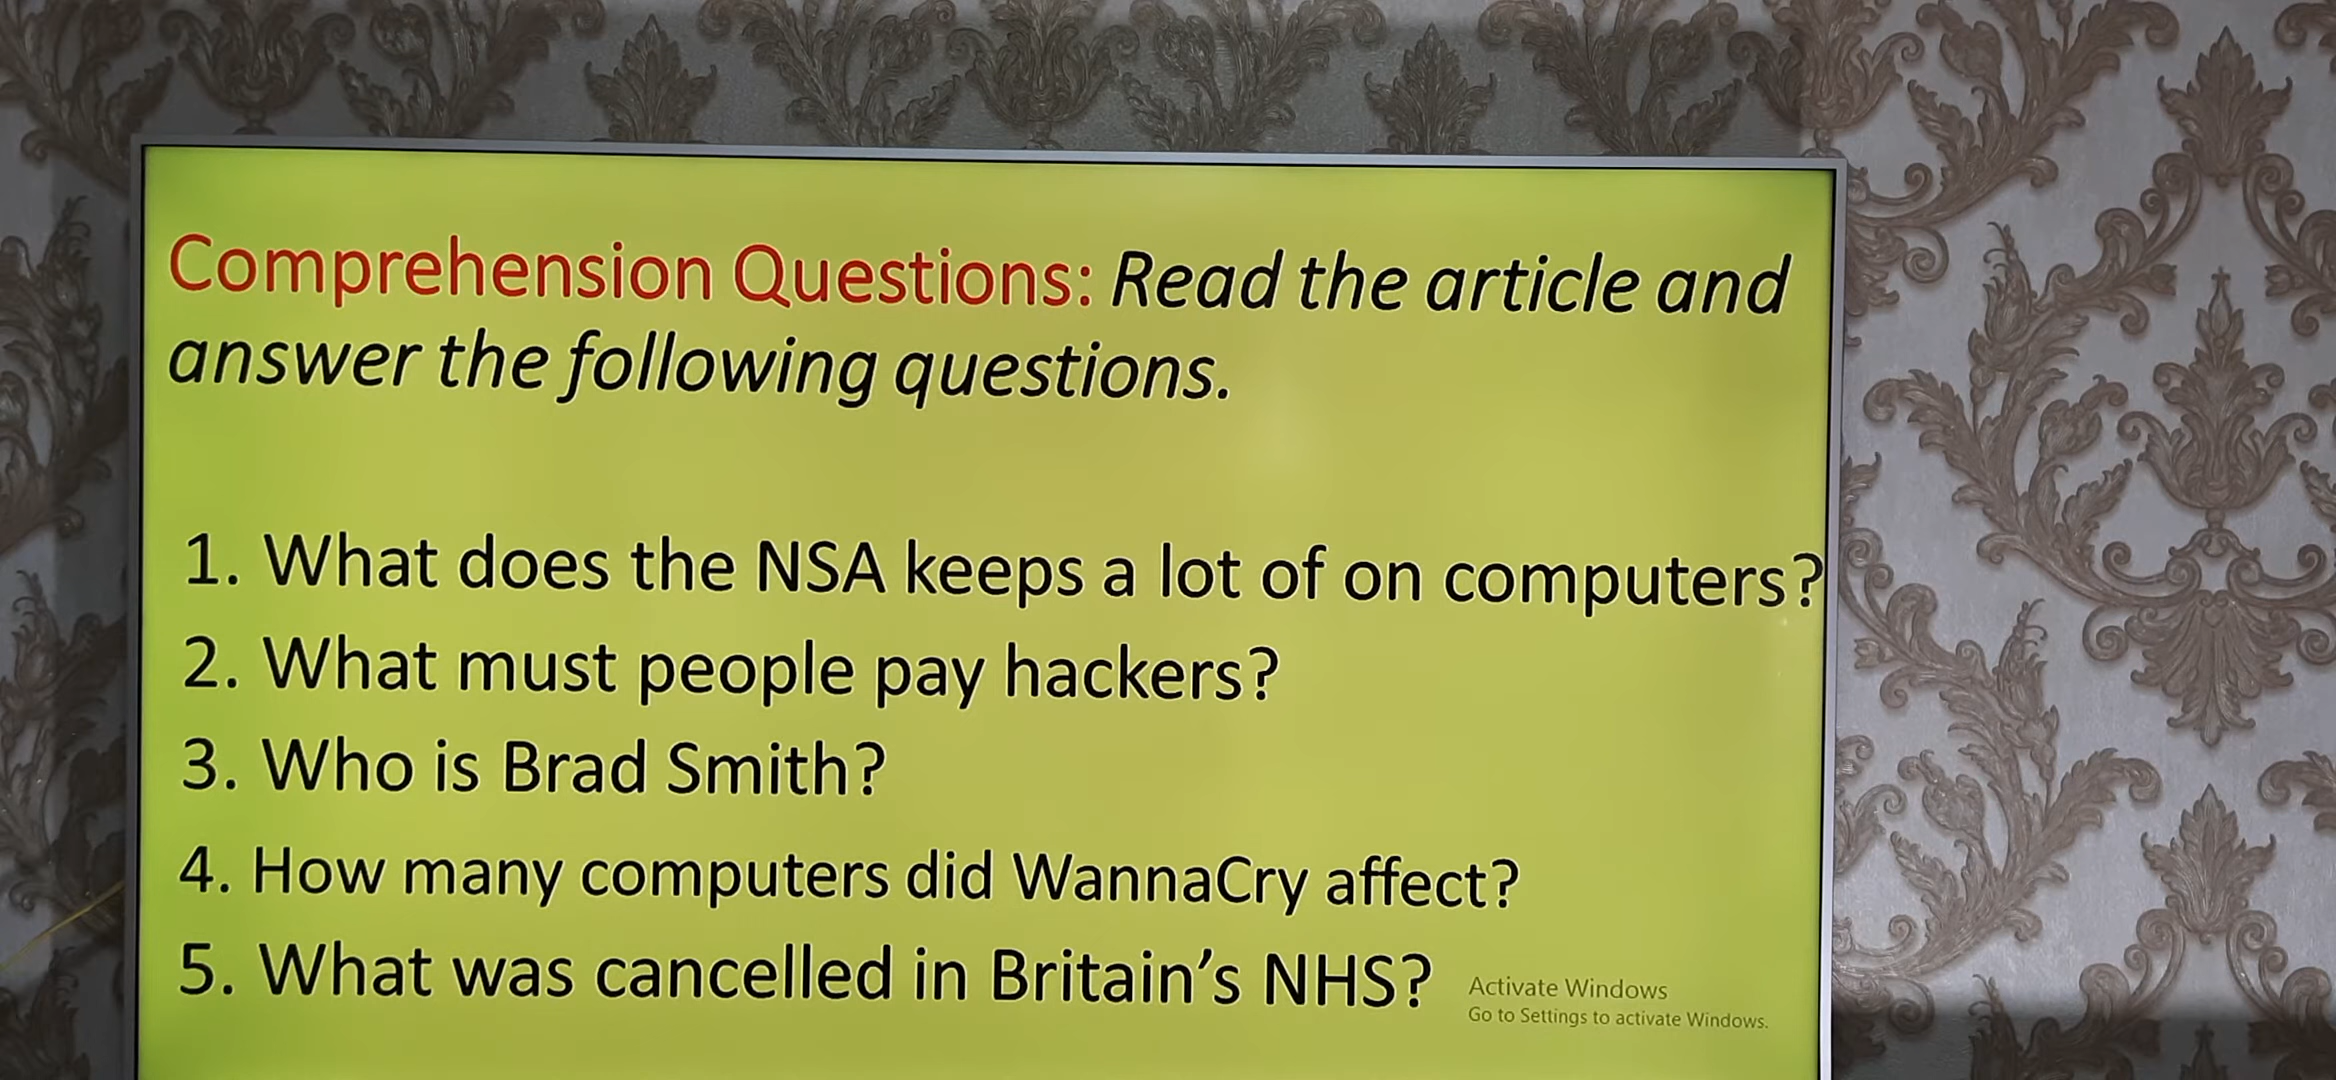 Comprehension Questions: Read the article and
answer the following questions.
1. What does the NSA keeps a lot of on computers?
2. What must people pay hackers?
3. Who is Brad Smith?
4. How many computers did WannaCry affect?
5. What was cancelled in Britain's NHS?
Activate Windows
Go to Settings to activate Windows.